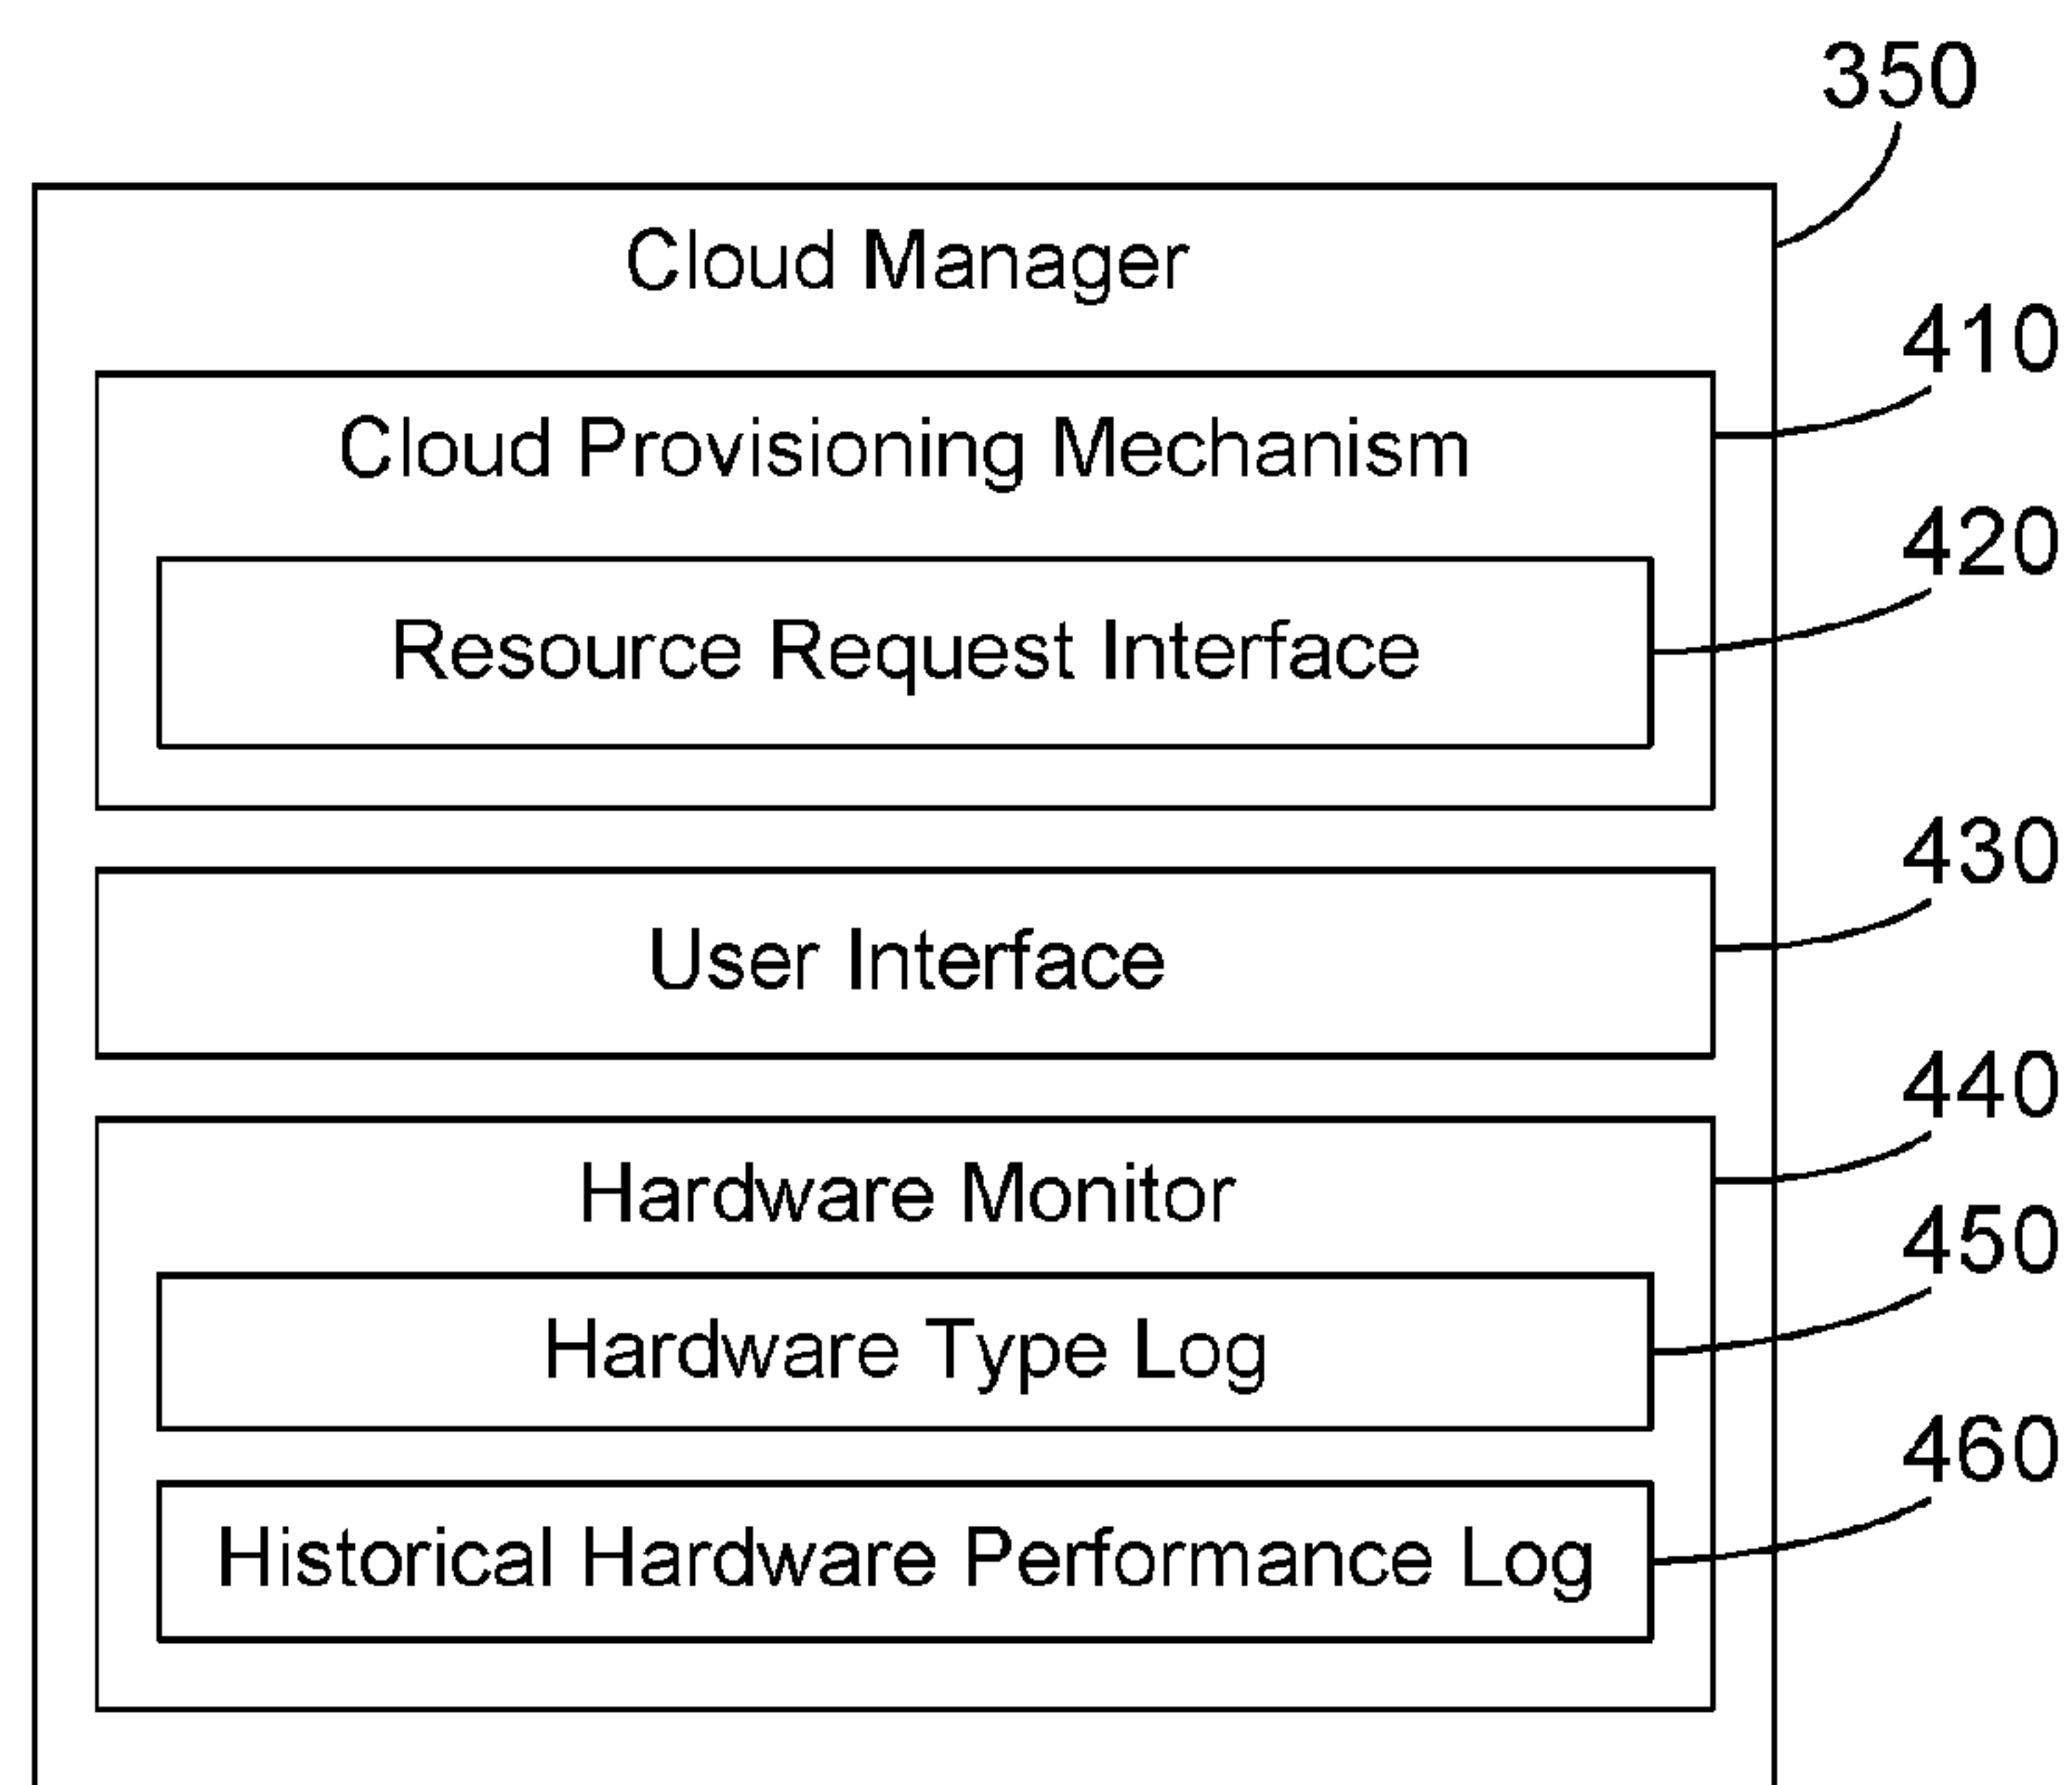 350
Cloud Manager
410
Cloud Provisioning Mechanism
420
Resource Request Interface
430
User Interface
440
Hardware Monitor
450
Hardware Type Log
460
Historical Hardware Performance Log